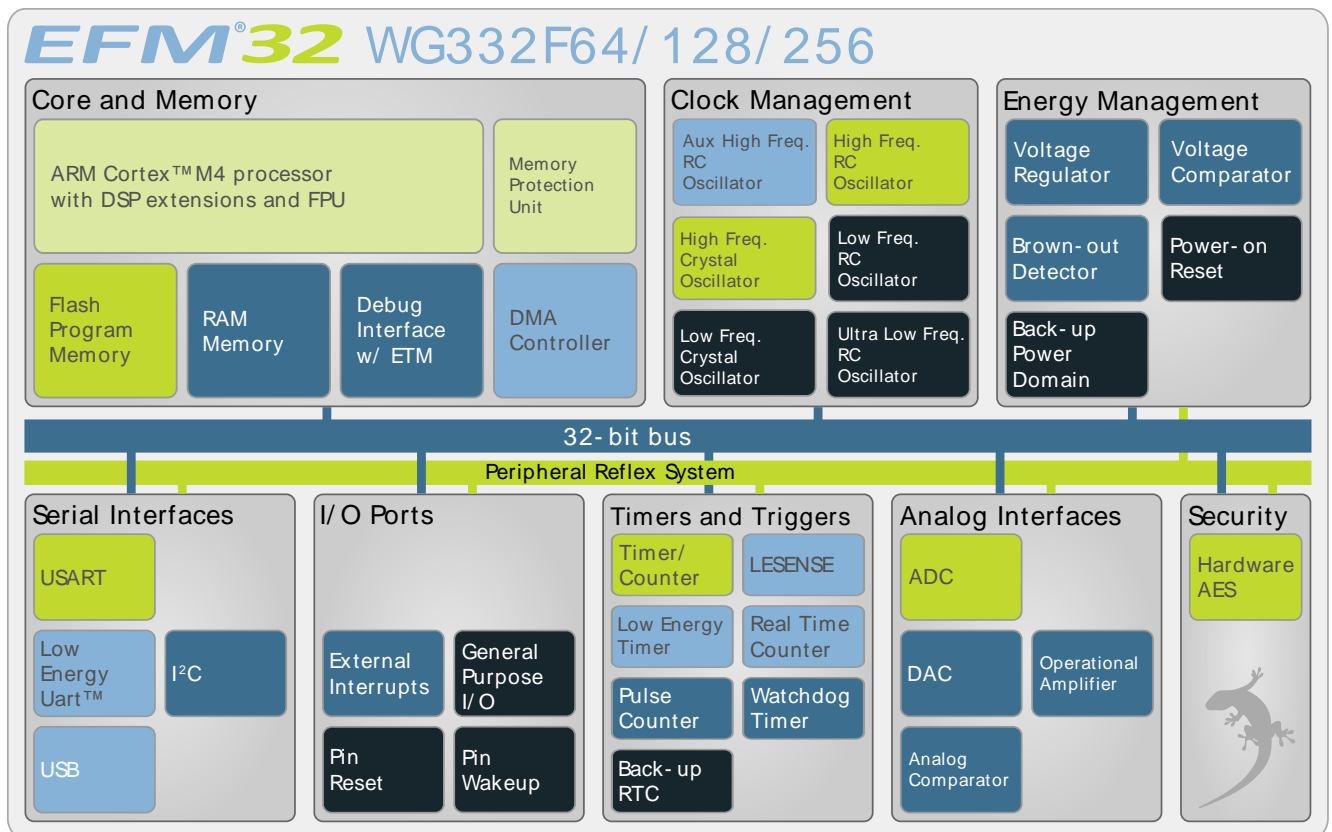 EFM®32 WG332F64/128/256
Core and Memory
ARM Cortex™ M4 processor
with DSP extensions and FPU
Memory
Protection
Unit
Flash
Program
Memory
RAM
Memory
Debug
Interface
w/ ETM
DMA
Controller
Clock Management
Aux High Freq.
RC
Oscillator
High Freq.
RC
Oscillator
High Freq.
Crystal
Oscillator
Low Freq.
RC
Oscillator
Low Freq.
Crystal
Oscillator
Ultra Low Freq.
RC
Oscillator
Energy Management
Voltage
Regulator
Voltage
Comparator
Brown-out
Detector
Power-on
Reset
Back-up
Power
Domain
32-bit bus
Peripheral Reflex System
Serial Interfaces
USART
Low
Energy
Uart™
I²C
USB
I/O Ports
External
Interrupts
General
Purpose
I/O
Pin
Reset
Pin
Wakeup
Timers and Triggers
Timer/
Counter
LESENSE
Low Energy
Timer
Real Time
Counter
Pulse
Counter
Watchdog
Timer
Back-up
RTC
Analog Interfaces
ADC
DAC
Operational
Amplifier
Analog
Comparator
Security
Hardware
AES